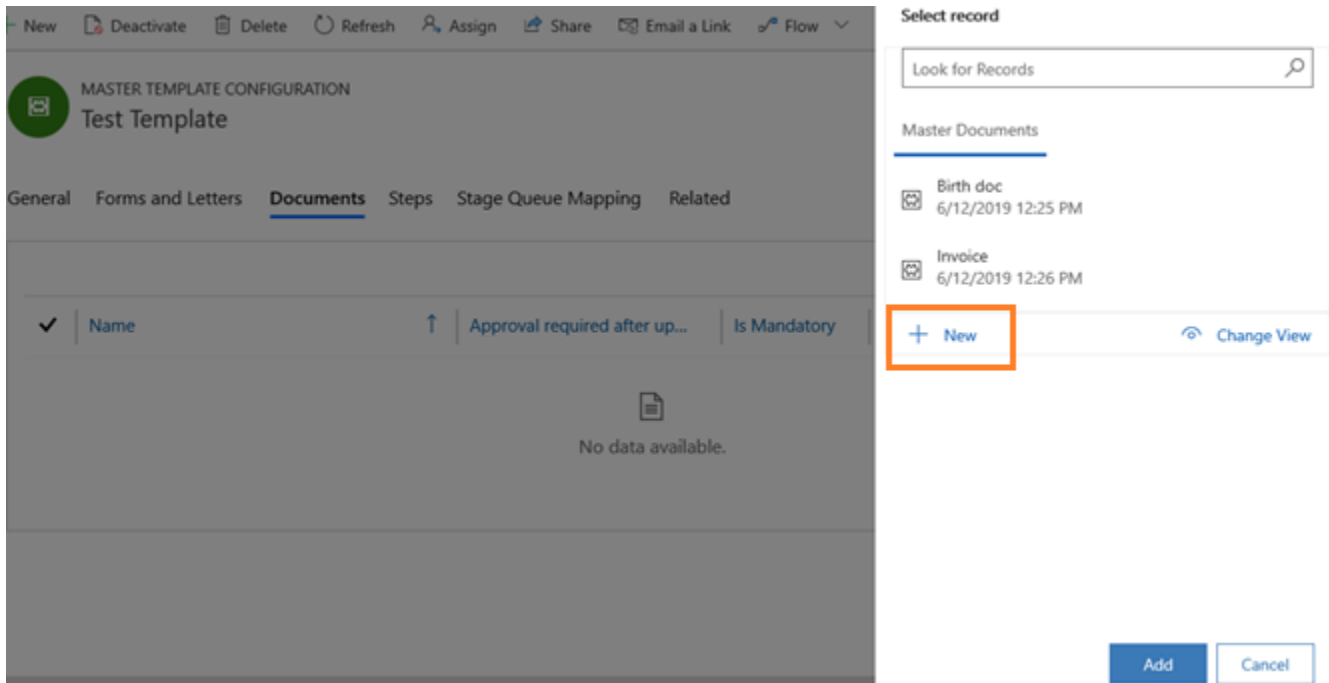 New Deactivate Delete Refresh Assign Share Email a Link Flow
MASTER TEMPLATE CONFIGURATION
Test Template
General Forms and Letters Documents Steps Stage Queue Mapping Related
Name Approval required after up... Is Mandatory
No data available.
Select record
Look for Records
Master Documents
Birth doc
6/12/2019 12:25 PM
Invoice
6/12/2019 12:26 PM
New Change View
Add Cancel